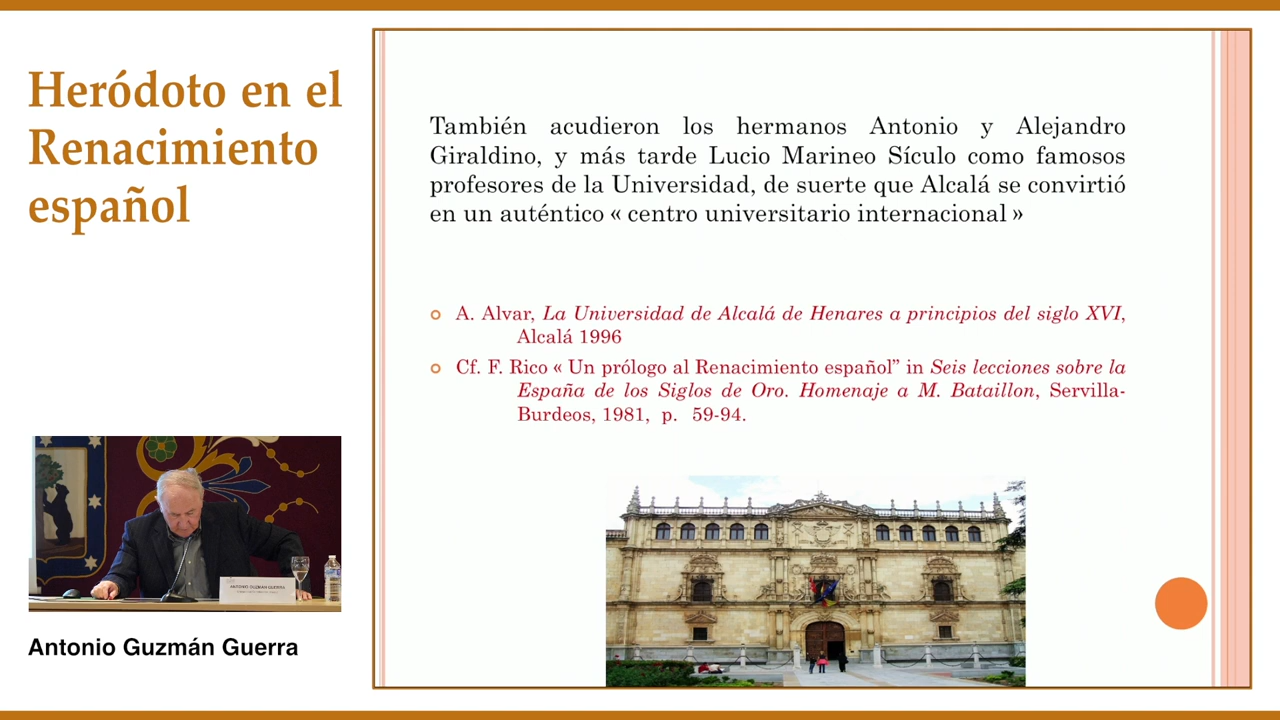 Heródoto en el
Renacimiento
español
También acudieron los hermanos Antonio y Alejandro
Giraldino, y más tarde Lucio Marineo Sículo como famosos
profesores de la Universidad, de suerte que Alcalá se convirtió
en un auténtico « centro universitario internacional »
A. Alvar, La Universidad de Alcalá de Henares a principios del siglo XVI,
Alcalá 1996
Cf. F. Rico « Un prólogo al Renacimiento español” in Seis lecciones sobre la
España de los Siglos de Oro. Homenaje a M. Bataillon, Servilla-
Burdeos, 1981, p. 59-94.
ANTONIO GUZMÁN GUERRA
Antonio Guzmán Guerra